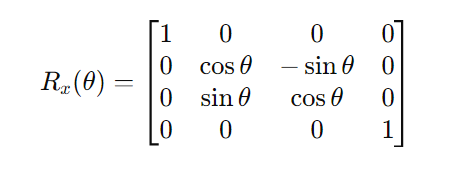 R_x(θ) = [ 1 0 0 0
0 cos θ − sin θ 0
0 sin θ cos θ 0
0 0 0 1 ]